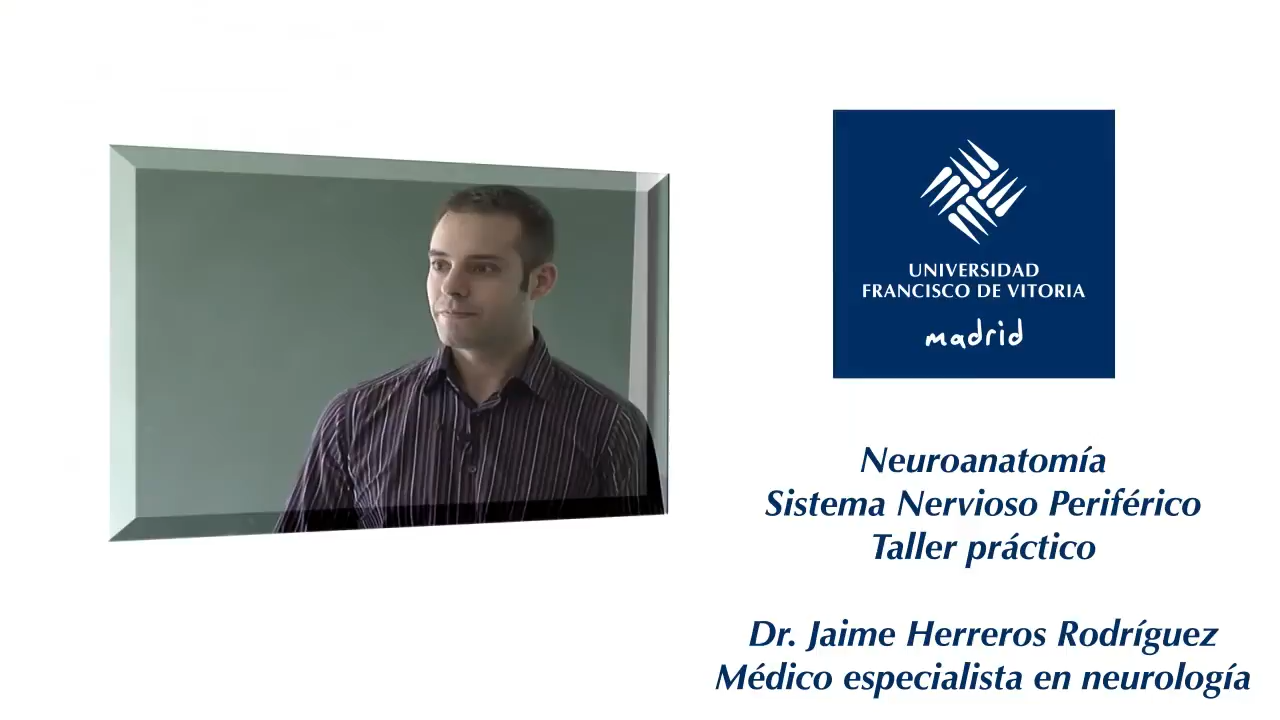 UNIVERSIDAD
FRANCISCO DE VITORIA
madrid
Neuroanatomía
Sistema Nervioso Periférico
Taller práctico
Dr. Jaime Herreros Rodríguez
Médico especialista en neurología